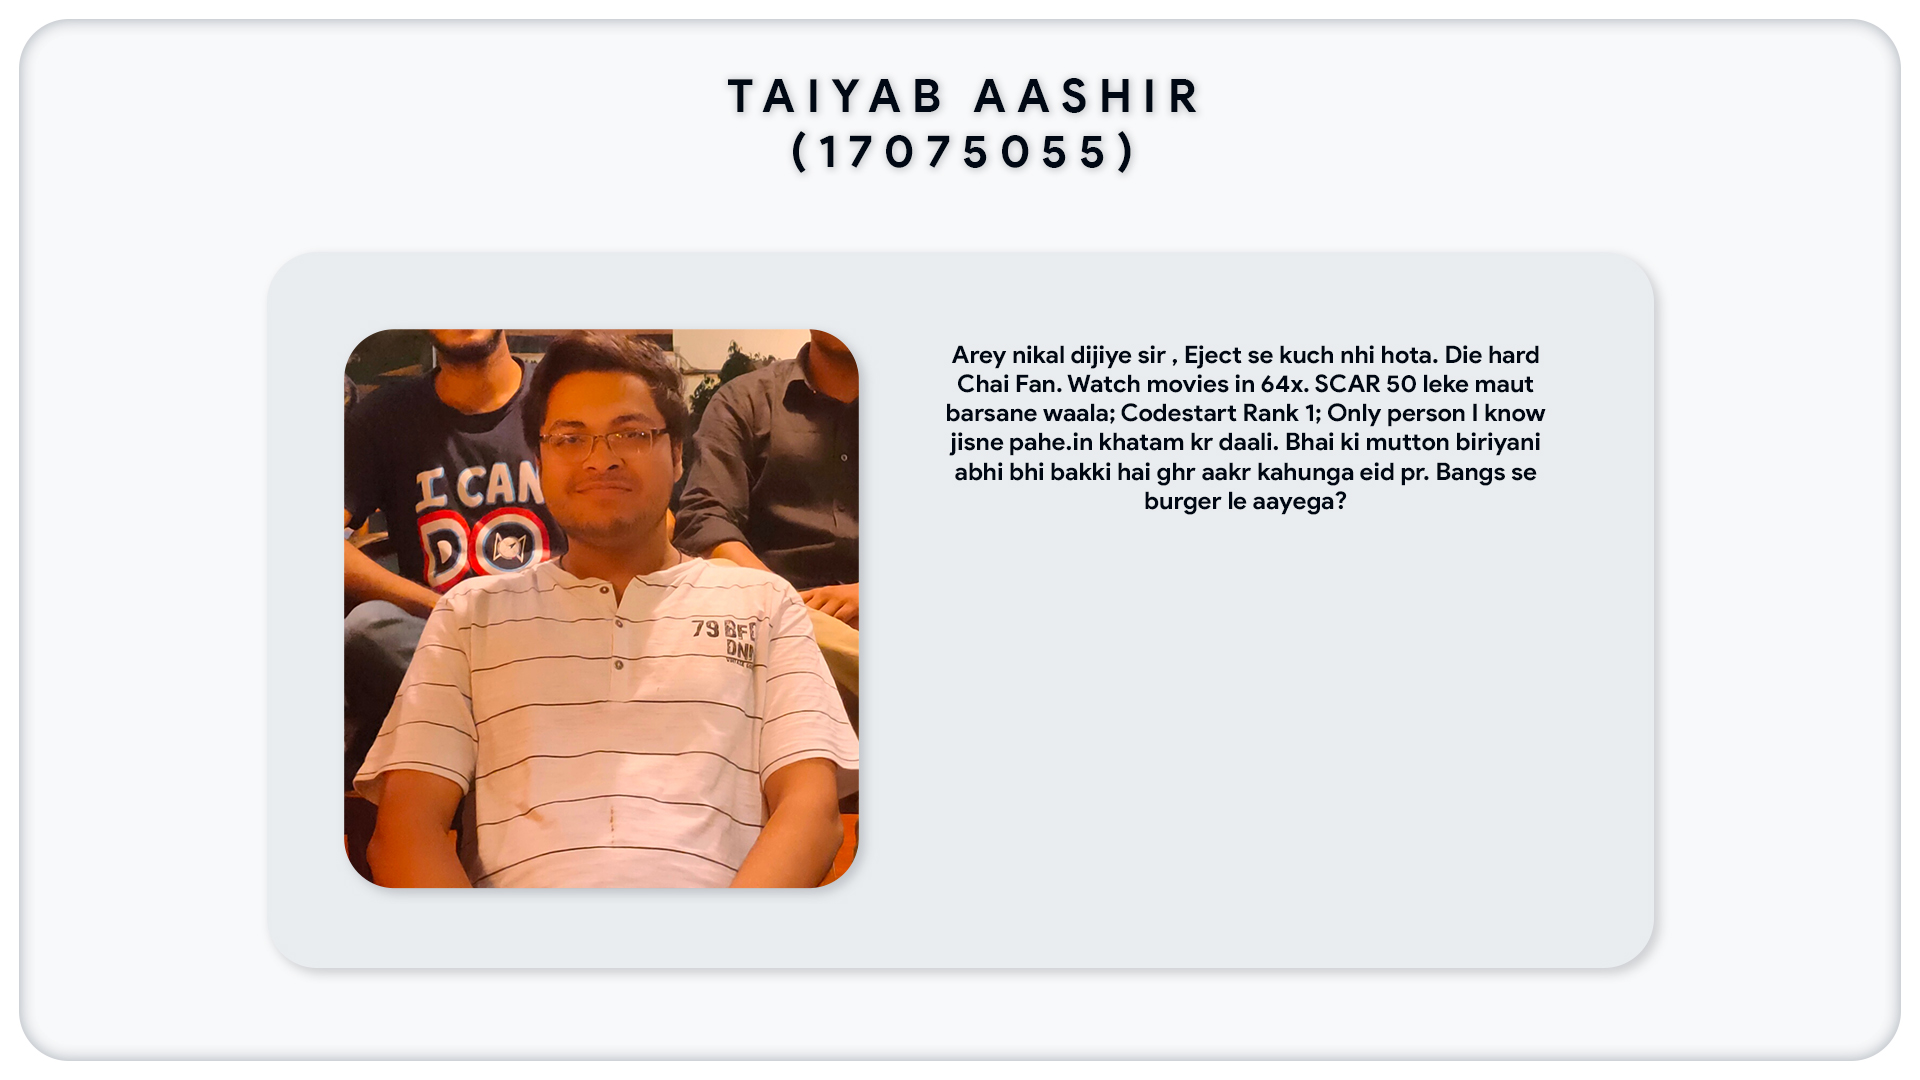 TAIYAB AASHIR
(17075055)
Arey nikal dijiye sir , Eject se kuch nhi hota. Die hard
Chai Fan. Watch movies in 64x. SCAR 50 leke maut
barsane waala; Codestart Rank 1; Only person I know
jisne pahe.in khatam kr daali. Bhai ki mutton biriyani
abhi bhi bakki hai ghr aakr kahunga eid pr. Bangs se
burger le aayega?
I CAN
DO
79 BF
DN